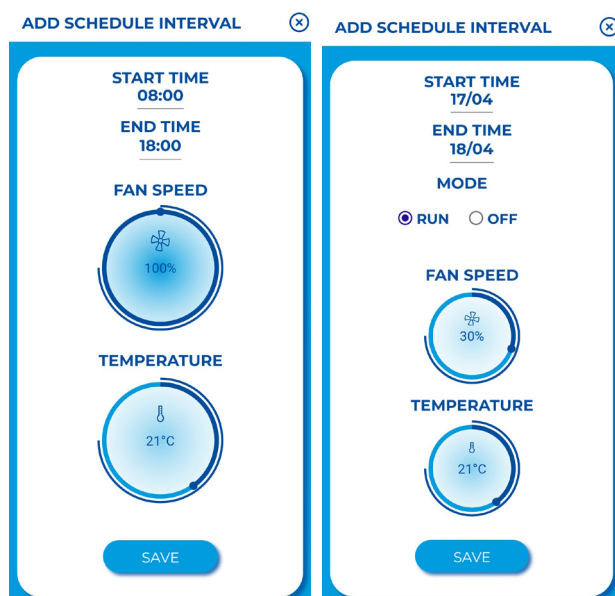 ADD SCHEDULE INTERVAL
START TIME
08:00
END TIME
18:00
FAN SPEED
100%
TEMPERATURE
21°C
SAVE
ADD SCHEDULE INTERVAL
START TIME
17/04
END TIME
18/04
MODE
RUN OFF
FAN SPEED
30%
TEMPERATURE
21°C
SAVE